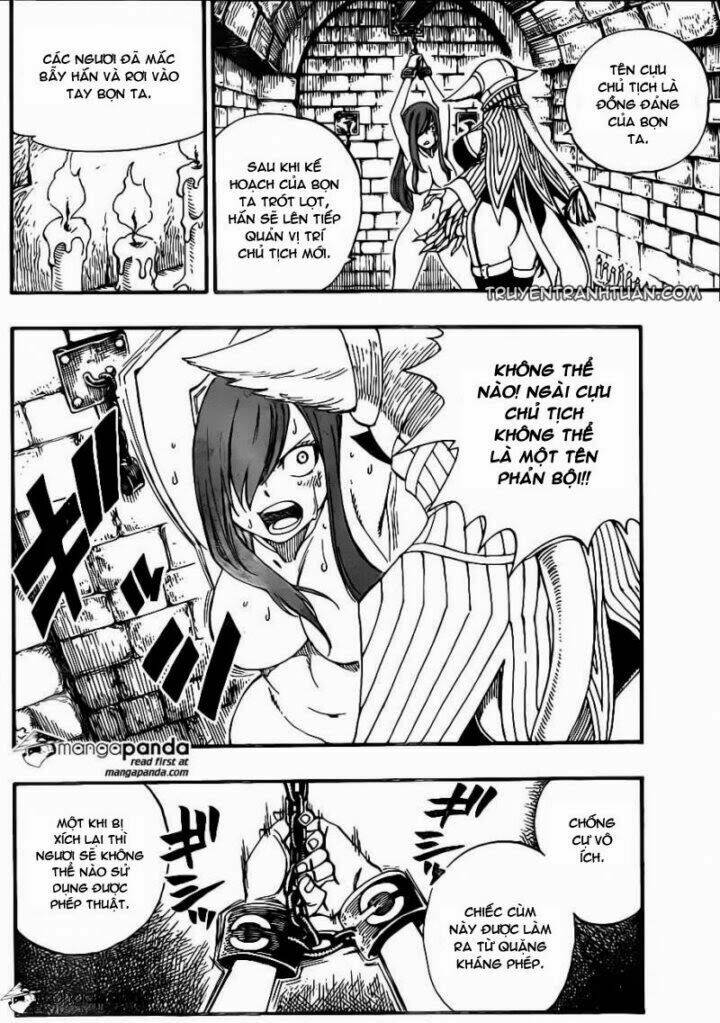 TÊN CỰU
CHỦ TỊCH LÀ
ĐỒNG ĐẢNG
CỦA BỌN
TA.
SAU KHI KẾ
HOẠCH CỦA BỌN
TA TRÓT LỌT,
HẮN SẼ LÊN TIẾP
QUẢN VỊ TRÍ
CHỦ TỊCH MỚI.
CÁC NGƯƠI ĐÃ MẮC
BẪY HẮN VÀ RƠI VÀO
TAY BỌN TA.
TRUYENTRANHTUAN.COM
KHÔNG THỂ
NÀO! NGÀI CỰU
CHỦ TỊCH
KHÔNG THỂ
LÀ MỘT TÊN
PHẢN BỘI!!
mangapanda
read first at
mangapanda.com
CHỐNG
CỰ VÔ
ÍCH.
CHIẾC CÙM
NÀY ĐƯỢC LÀM
RA TỪ QUẶNG
KHÁNG PHÉP.
MỘT KHI BỊ
XÍCH LẠI THÌ
NGƯƠI SẼ KHÔNG
THỂ NÀO SỬ
DỤNG ĐƯỢC
PHÉP THUẬT.